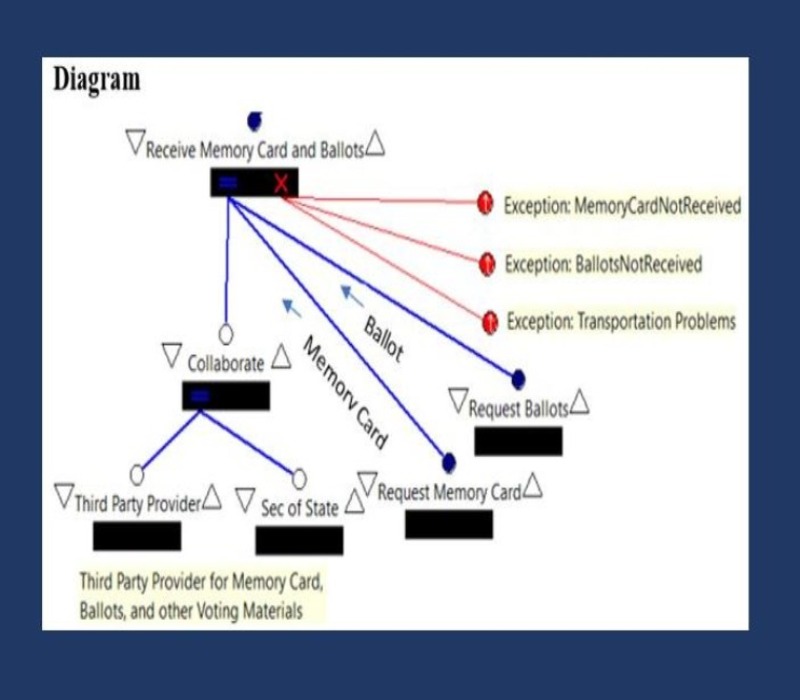 Diagram
Receive Memory Card and Ballots
Exception: MemoryCardNotReceived
Exception: BallotsNotReceived
Exception: Transportation Problems
Ballot
Memory Card
Collaborate
Request Ballots
Request Memory Card
Third Party Provider
Sec of State
Third Party Provider for Memory Card,
Ballots, and other Voting Materials